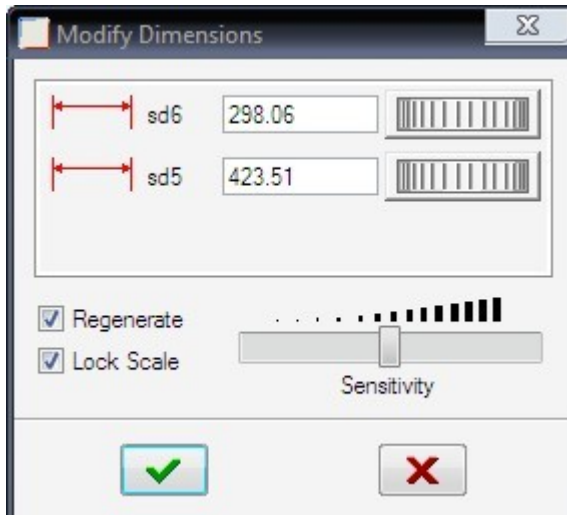 Modify Dimensions
sd6 298.06
sd5 423.51
Regenerate
Lock Scale
Sensitivity